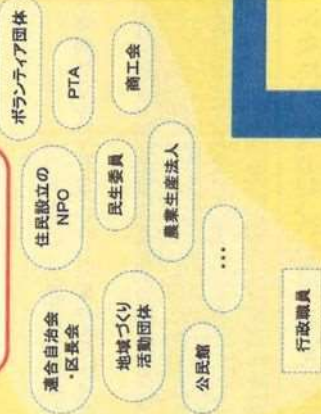 連合自治会
・区長会
住民設立の
NPO
ボランティア団体
地域づくり
活動団体
民生委員
PTA
公民館
農業生産法人
商工会
…
行政職員